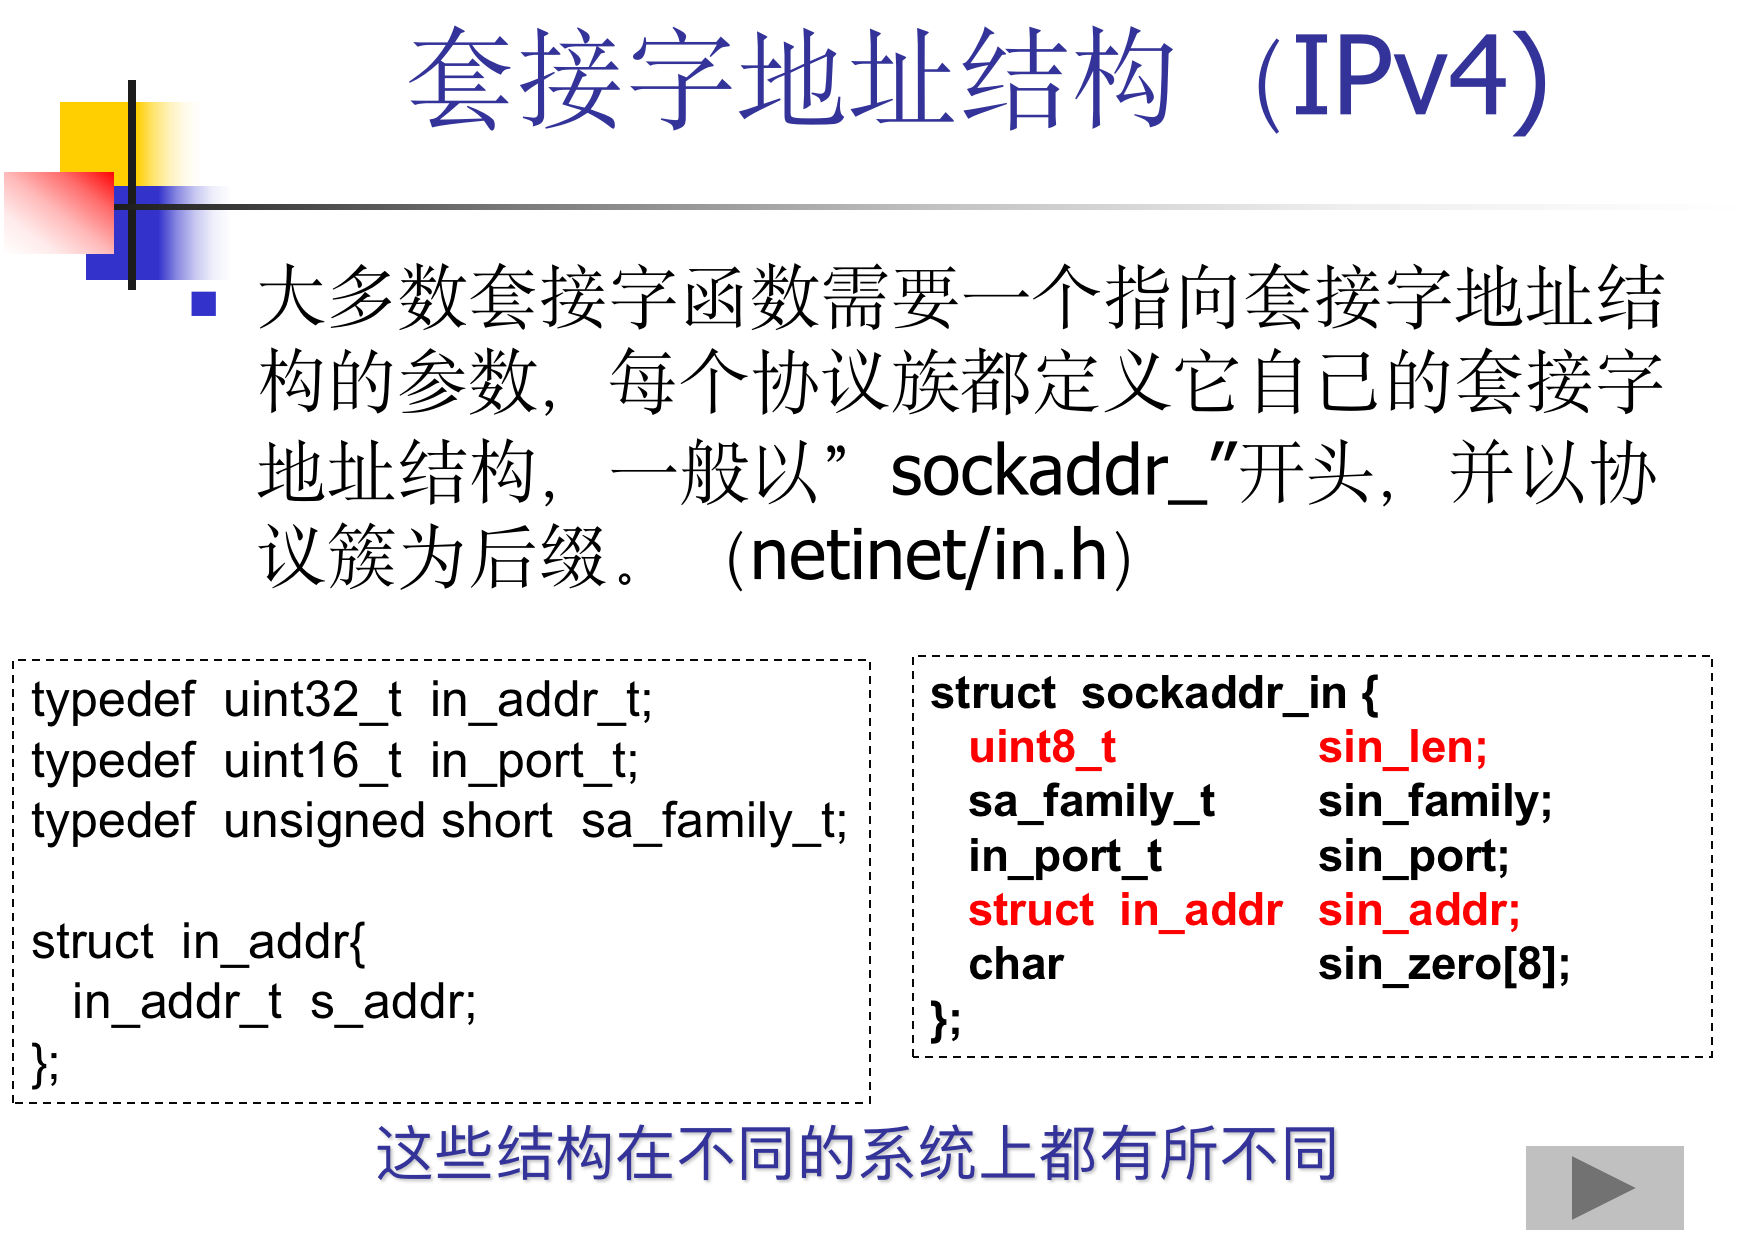 套接字地址结构（IPv4)
大多数套接字函数需要一个指向套接字地址结
构的参数，每个协议族都定义它自己的套接字
地址结构，一般以” sockaddr_”开头，并以协
议簇为后缀。（netinet/in.h）
typedef uint32_t in_addr_t;
typedef uint16_t in_port_t;
typedef unsigned short sa_family_t;
struct in_addr{
in_addr_t s_addr;
};
struct sockaddr_in {
uint8_t sin_len;
sa_family_t sin_family;
in_port_t sin_port;
struct in_addr sin_addr;
char sin_zero[8];
};
这些结构在不同的系统上都有所不同